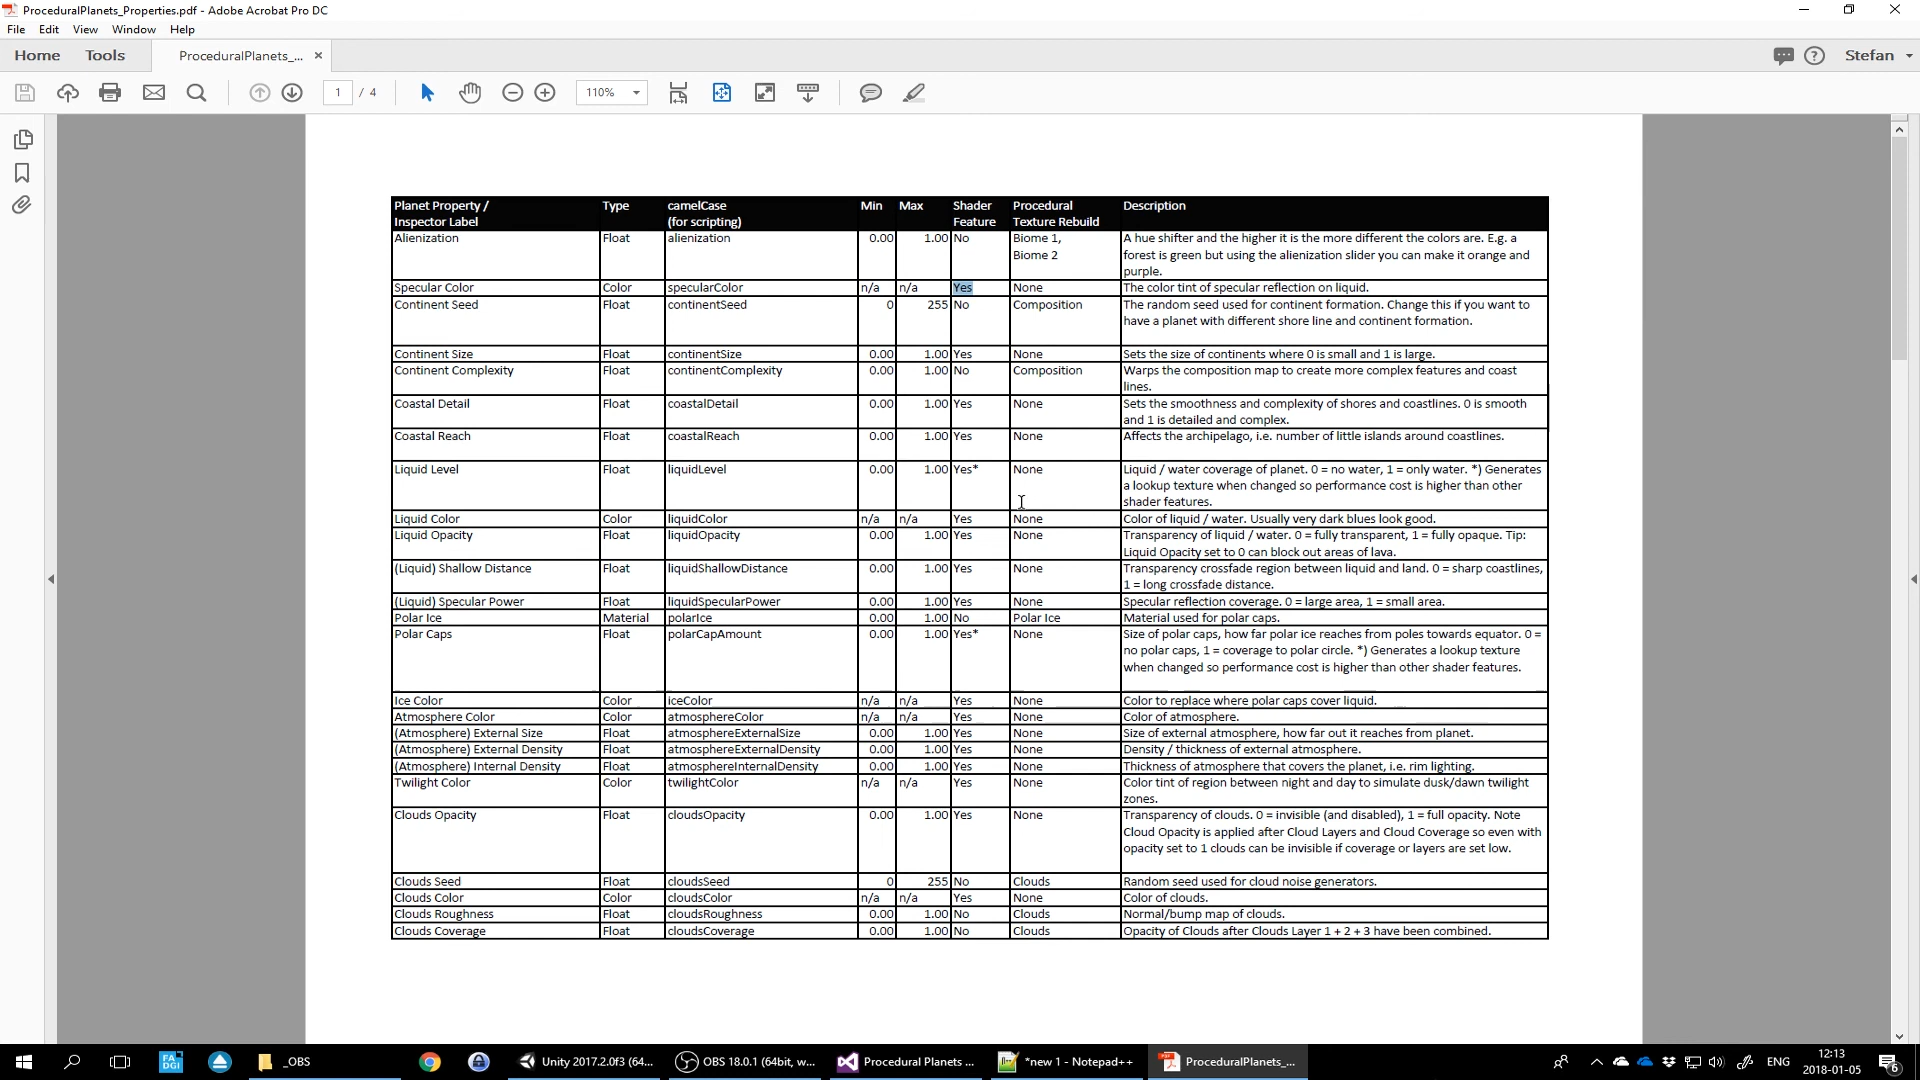 ProceduralPlanets_Properties.pdf - Adobe Acrobat Pro DC
File Edit View Window Help
Home Tools ProceduralPlanets_... × Stefan
1 / 4 110%
Planet Property / Type camelCase Min Max Shader Procedural Description
Inspector Label (for scripting) Feature Texture Rebuild
Alienization Float alienization 0.00 1.00 No Biome 1, A hue shifter and the higher it is the more different the colors are. E.g. a
Biome 2 forest is green but using the alienization slider you can make it orange and
purple.
Specular Color Color specularColor n/a n/a Yes None The color tint of specular reflection on liquid.
Continent Seed Float continentSeed 0 255 No Composition The random seed used for continent formation. Change this if you want to
have a planet with different shore line and continent formation.
Continent Size Float continentSize 0.00 1.00 Yes None Sets the size of continents where 0 is small and 1 is large.
Continent Complexity Float continentComplexity 0.00 1.00 No Composition Warps the composition map to create more complex features and coast
lines.
Coastal Detail Float coastalDetail 0.00 1.00 Yes None Sets the smoothness and complexity of shores and coastlines. 0 is smooth
and 1 is detailed and complex.
Coastal Reach Float coastalReach 0.00 1.00 Yes None Affects the archipelago, i.e. number of little islands around coastlines.
Liquid Level Float liquidLevel 0.00 1.00 Yes* None Liquid / water coverage of planet. 0 = no water, 1 = only water. *) Generates
a lookup texture when changed so performance cost is higher than other
shader features.
Liquid Color Color liquidColor n/a n/a Yes None Color of liquid / water. Usually very dark blues look good.
Liquid Opacity Float liquidOpacity 0.00 1.00 Yes None Transparency of liquid / water. 0 = fully transparent, 1 = fully opaque. Tip:
Liquid Opacity set to 0 can block out areas of lava.
(Liquid) Shallow Distance Float liquidShallowDistance 0.00 1.00 Yes None Transparency crossfade region between liquid and land. 0 = sharp coastlines,
1 = long crossfade distance.
(Liquid) Specular Power Float liquidSpecularPower 0.00 1.00 Yes None Specular reflection coverage. 0 = large area, 1 = small area.
Polar Ice Material polarIce 0.00 1.00 No Polar Ice Material used for polar caps.
Polar Caps Float polarCapAmount 0.00 1.00 Yes* None Size of polar caps, how far polar ice reaches from poles towards equator. 0 =
no polar caps, 1 = coverage to polar circle. *) Generates a lookup texture
when changed so performance cost is higher than other shader features.
Ice Color Color iceColor n/a n/a Yes None Color to replace where polar caps cover liquid.
Atmosphere Color Color atmosphereColor n/a n/a Yes None Color of atmosphere.
(Atmosphere) External Size Float atmosphereExternalSize 0.00 1.00 Yes None Size of external atmosphere, how far out it reaches from planet.
(Atmosphere) External Density Float atmosphereExternalDensity 0.00 1.00 Yes None Density / thickness of external atmosphere.
(Atmosphere) Internal Density Float atmosphereInternalDensity 0.00 1.00 Yes None Thickness of atmosphere that covers the planet, i.e. rim lighting.
Twilight Color Color twilightColor n/a n/a Yes None Color tint of region between night and day to simulate dusk/dawn twilight
zones.
Clouds Opacity Float cloudsOpacity 0.00 1.00 Yes None Transparency of clouds. 0 = invisible (and disabled), 1 = full opacity. Note
Cloud Opacity is applied after Cloud Layers and Cloud Coverage so even with
opacity set to 1 clouds can be invisible if coverage or layers are set low.
Clouds Seed Float cloudsSeed 0 255 No Clouds Random seed used for cloud noise generators.
Clouds Color Color cloudsColor n/a n/a Yes None Color of clouds.
Clouds Roughness Float cloudsRoughness 0.00 1.00 No Clouds Normal/bump map of clouds.
Clouds Coverage Float cloudsCoverage 0.00 1.00 No Clouds Opacity of Clouds after Clouds Layer 1 + 2 + 3 have been combined.
FA
DGI
_OBS Unity 2017.2.0f3 (64... OBS 18.0.1 (64bit, w... Procedural Planets ... *new 1 - Notepad++ ProceduralPlanets_... ENG 12:13
2018-01-05 6